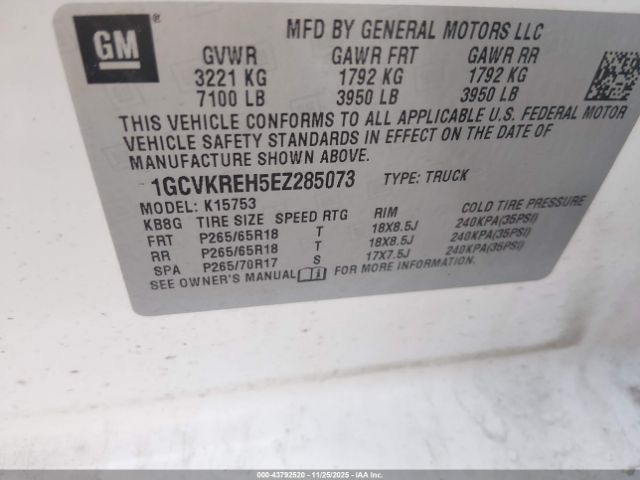 GM ®
MFD BY GENERAL MOTORS LLC
GVWR GAWR FRT GAWR RR
3221 KG 1792 KG 1792 KG
7100 LB 3950 LB 3950 LB
THIS VEHICLE CONFORMS TO ALL APPLICABLE U.S. FEDERAL MOTOR
VEHICLE SAFETY STANDARDS IN EFFECT ON THE DATE OF
MANUFACTURE SHOWN ABOVE.
1GCVKREH5EZ285073 TYPE: TRUCK
MODEL: K15753
KB8G TIRE SIZE SPEED RTG RIM COLD TIRE PRESSURE
FRT P265/65R18 T 18X8.5J 240KPA(35PSI)
RR P265/65R18 T 18X8.5J 240KPA(35PSI)
SPA P265/70R17 S 17X7.5J 240KPA(35PSI)
SEE OWNER'S MANUAL FOR MORE INFORMATION.
000-43792520 - 11/25/2025 - IAAI.CA